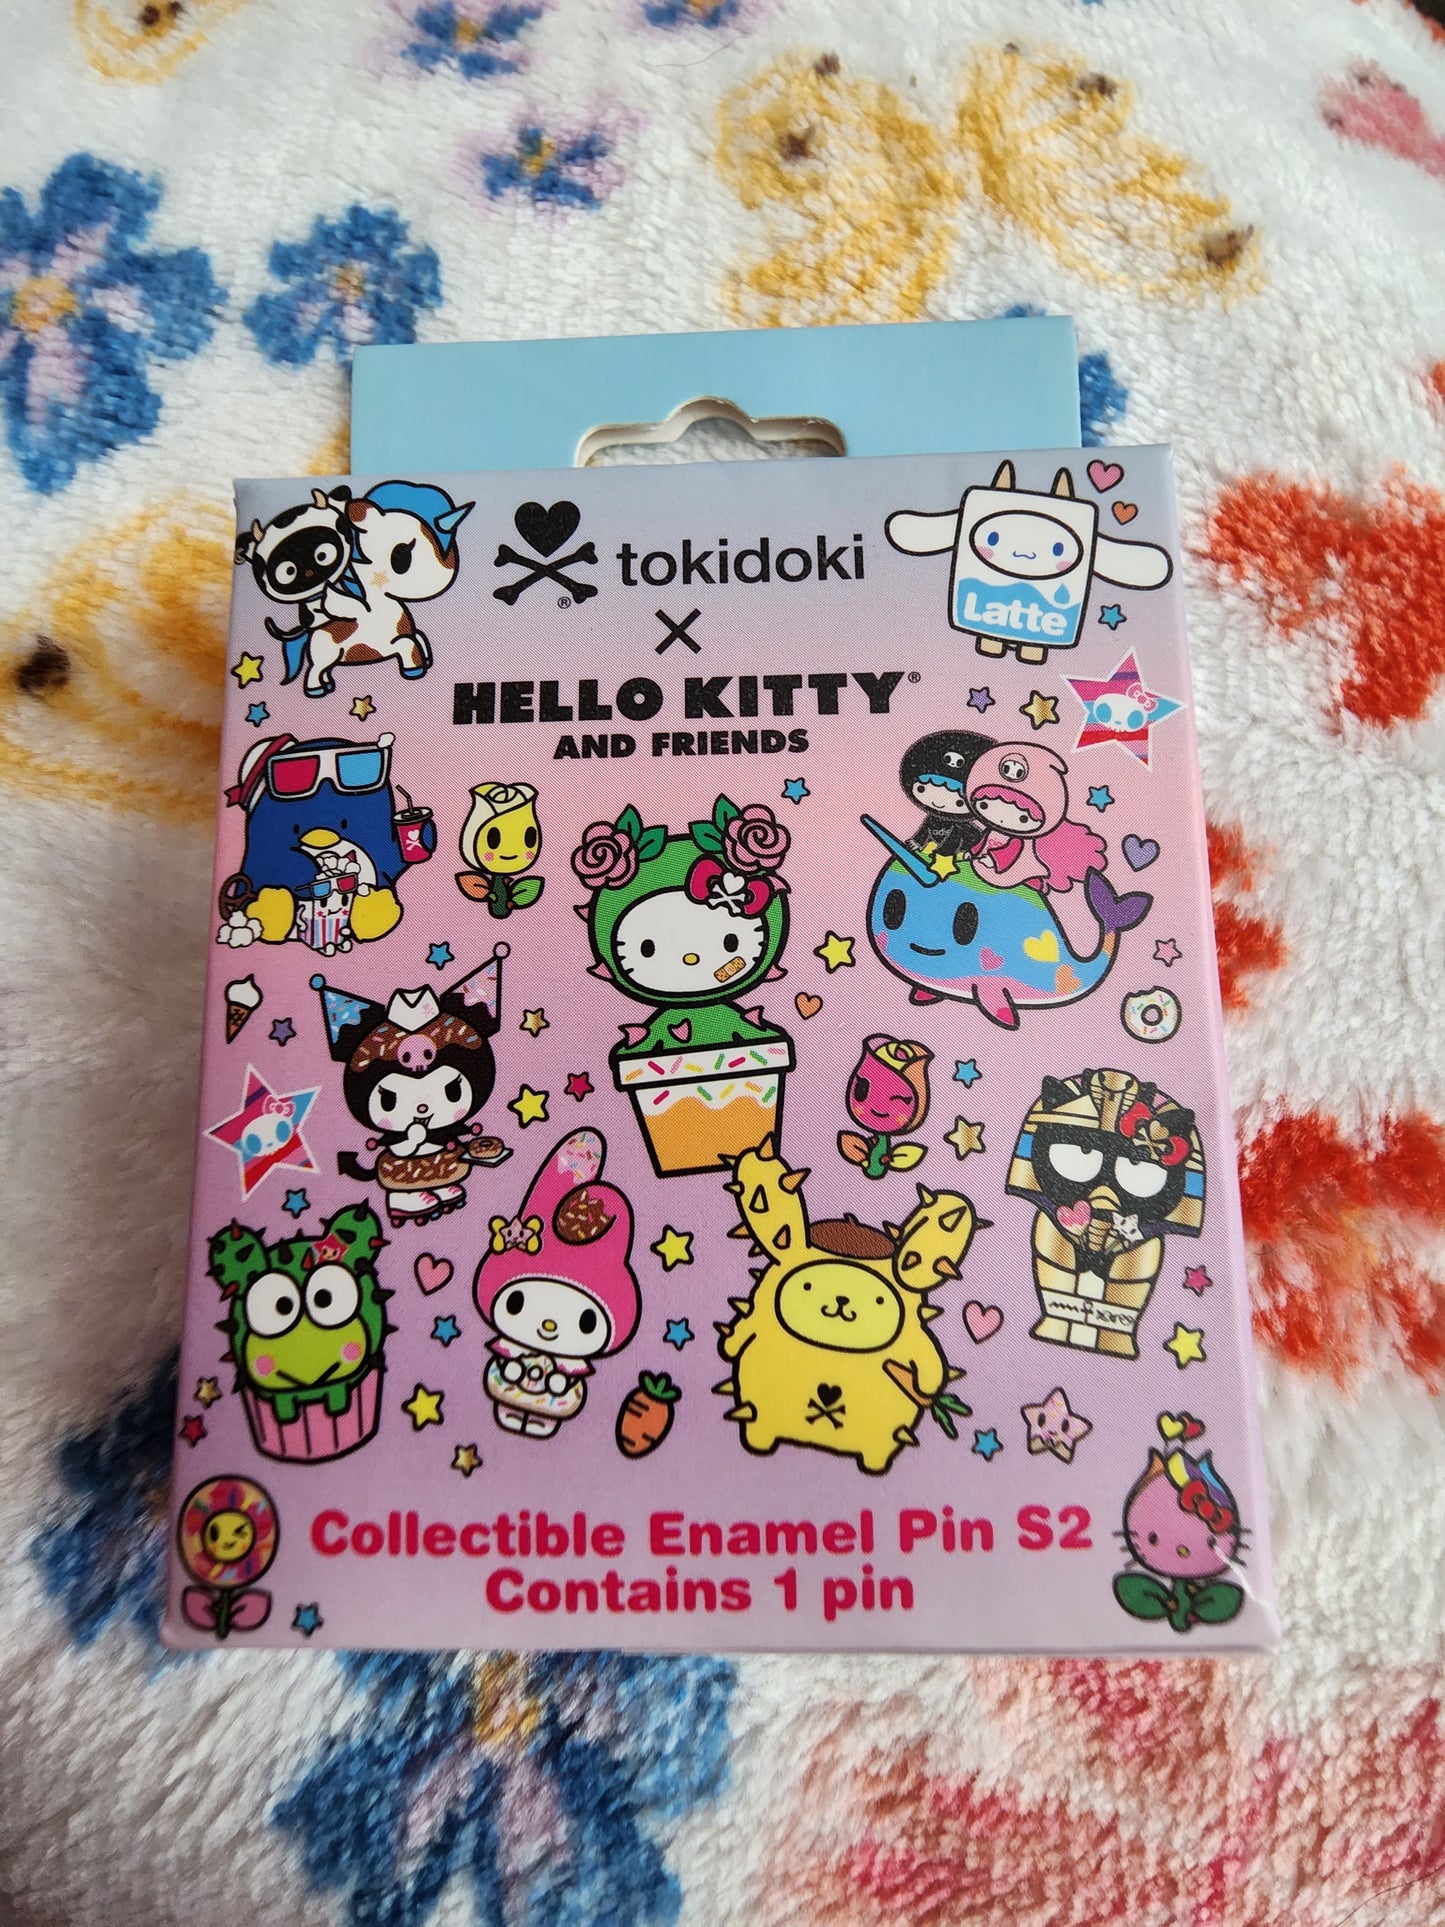 tokidoki
×
HELLO KITTY®
AND FRIENDS
Latte
Collectible Enamel Pin S2
Contains 1 pin